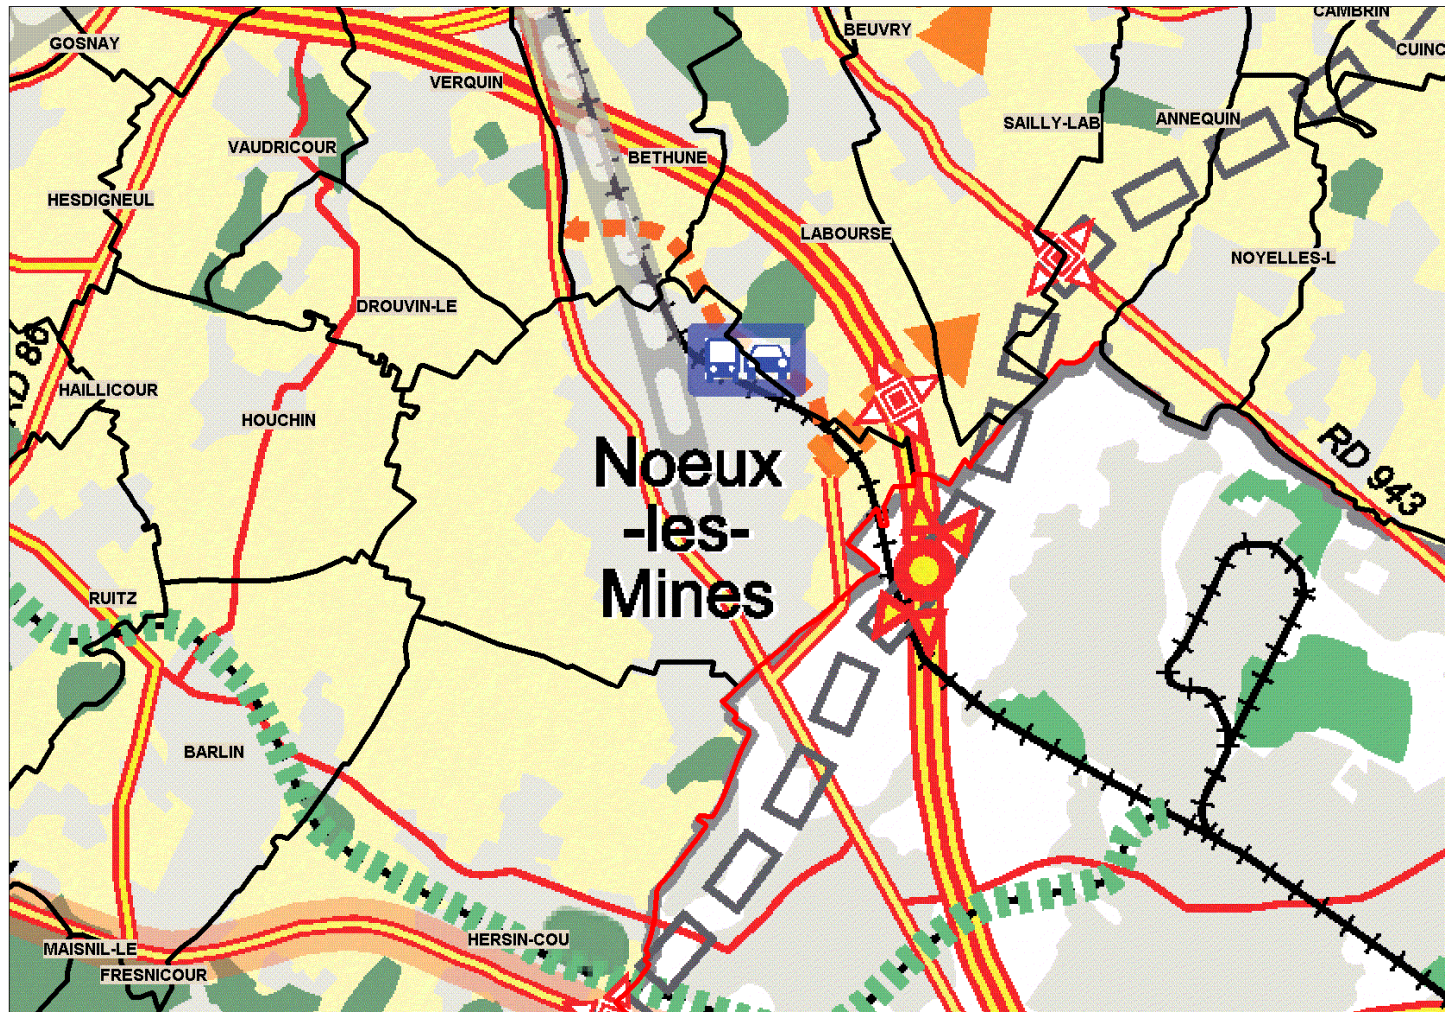 CAMBRIN
GOSNAY
BEUVRY
CUINC
VERQUIN
ANNEQUIN
SAILLY-LAB
VAUDRICOUR
BETHUNE
HESDIGNEUL
LABOURSE
NOYELLES-L
DROUVIN-LE
RD 86
HAILLICOUR
HOUCHIN
Noeux
-les-
Mines
RD 943
RUITZ
BARLIN
HERSIN-COU
MAISNIL-LE
FRESNICOUR